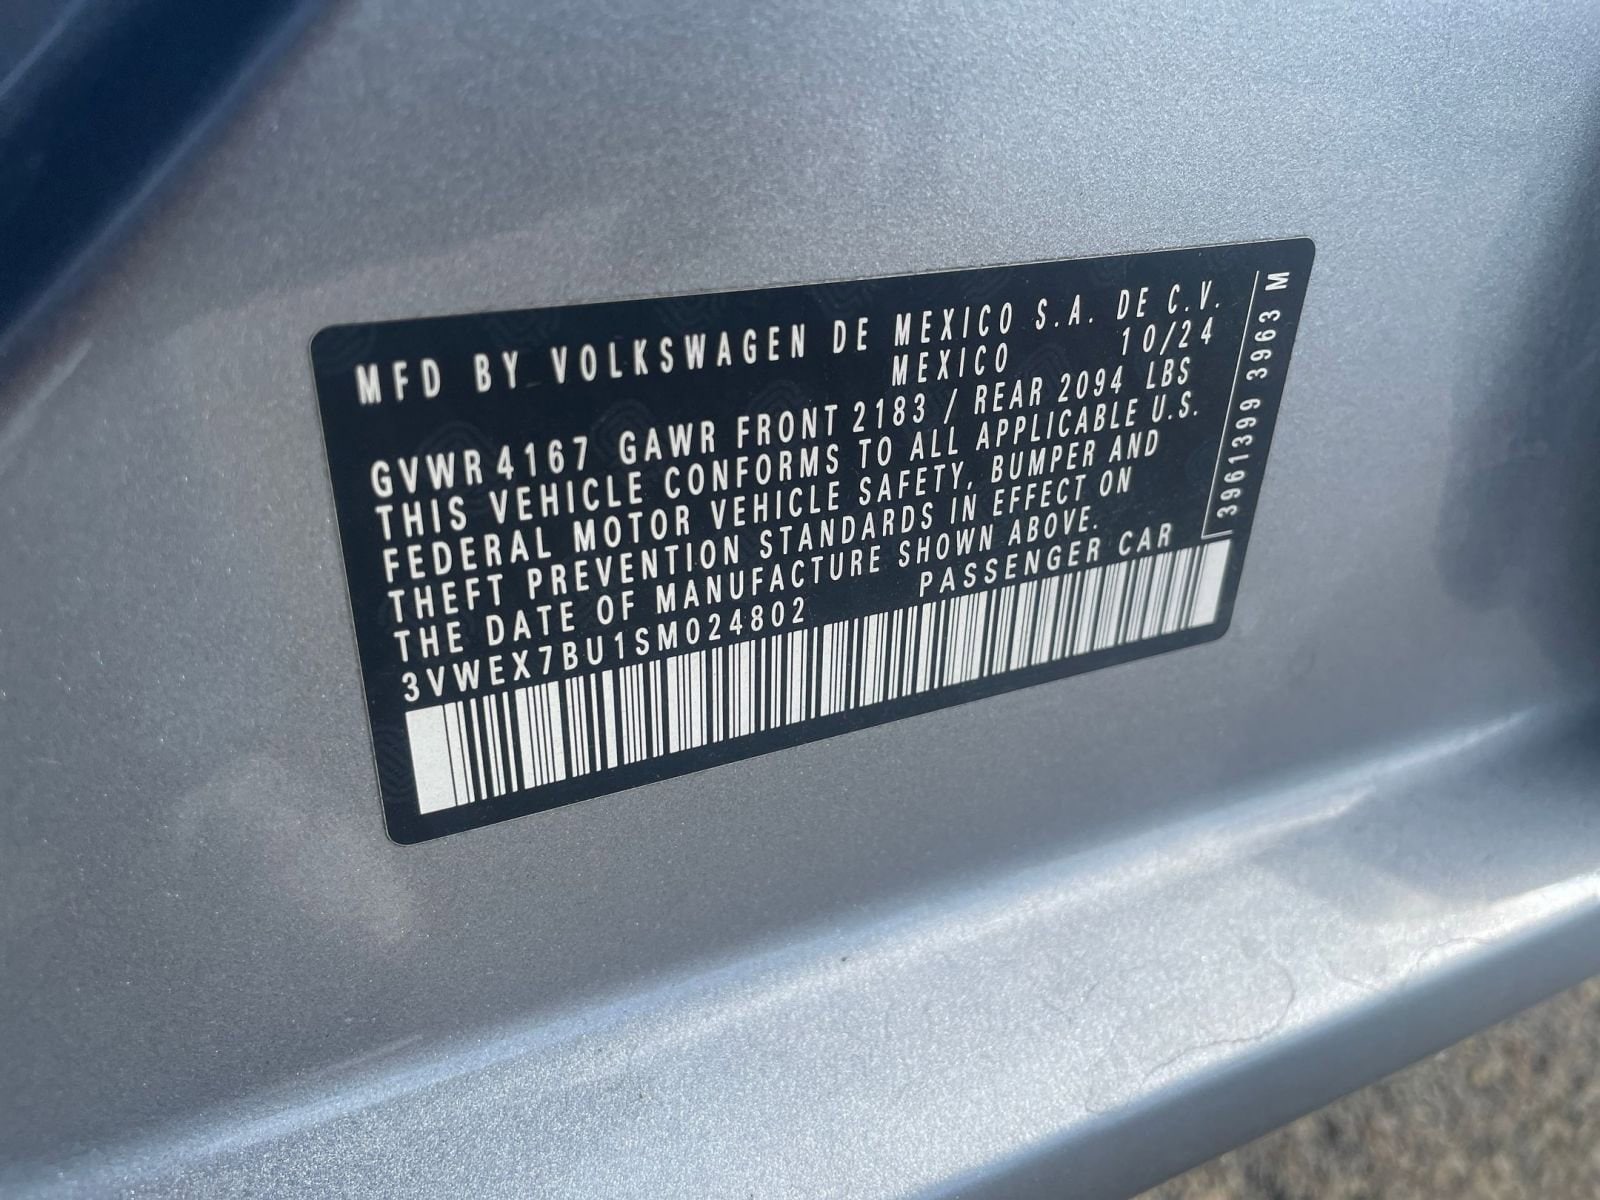 MFD BY VOLKSWAGEN DE MEXICO S.A. DE C.V.
MEXICO 10/24
GVWR 4167 GAWR FRONT 2183 / REAR 2094 LBS
THIS VEHICLE CONFORMS TO ALL APPLICABLE U.S.
FEDERAL MOTOR VEHICLE SAFETY, BUMPER AND
THEFT PREVENTION STANDARDS IN EFFECT ON
THE DATE OF MANUFACTURE SHOWN ABOVE.
3VWEX7BU1SM024802 PASSENGER CAR
3961399 3963 M